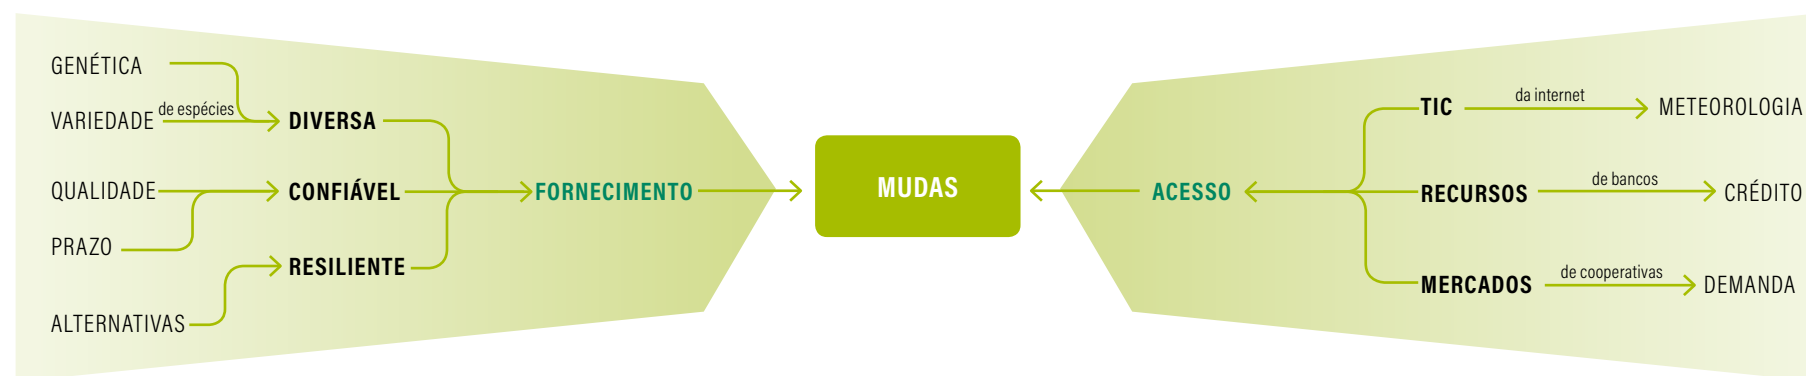 GENÉTICA
VARIEDADE
de espécies
DIVERSA
QUALIDADE
CONFIÁVEL
PRAZO
RESILIENTE
ALTERNATIVAS
FORNECIMENTO
MUDAS
ACESSO
TIC
da internet
METEOROLOGIA
RECURSOS
de bancos
CRÉDITO
MERCADOS
de cooperativas
DEMANDA